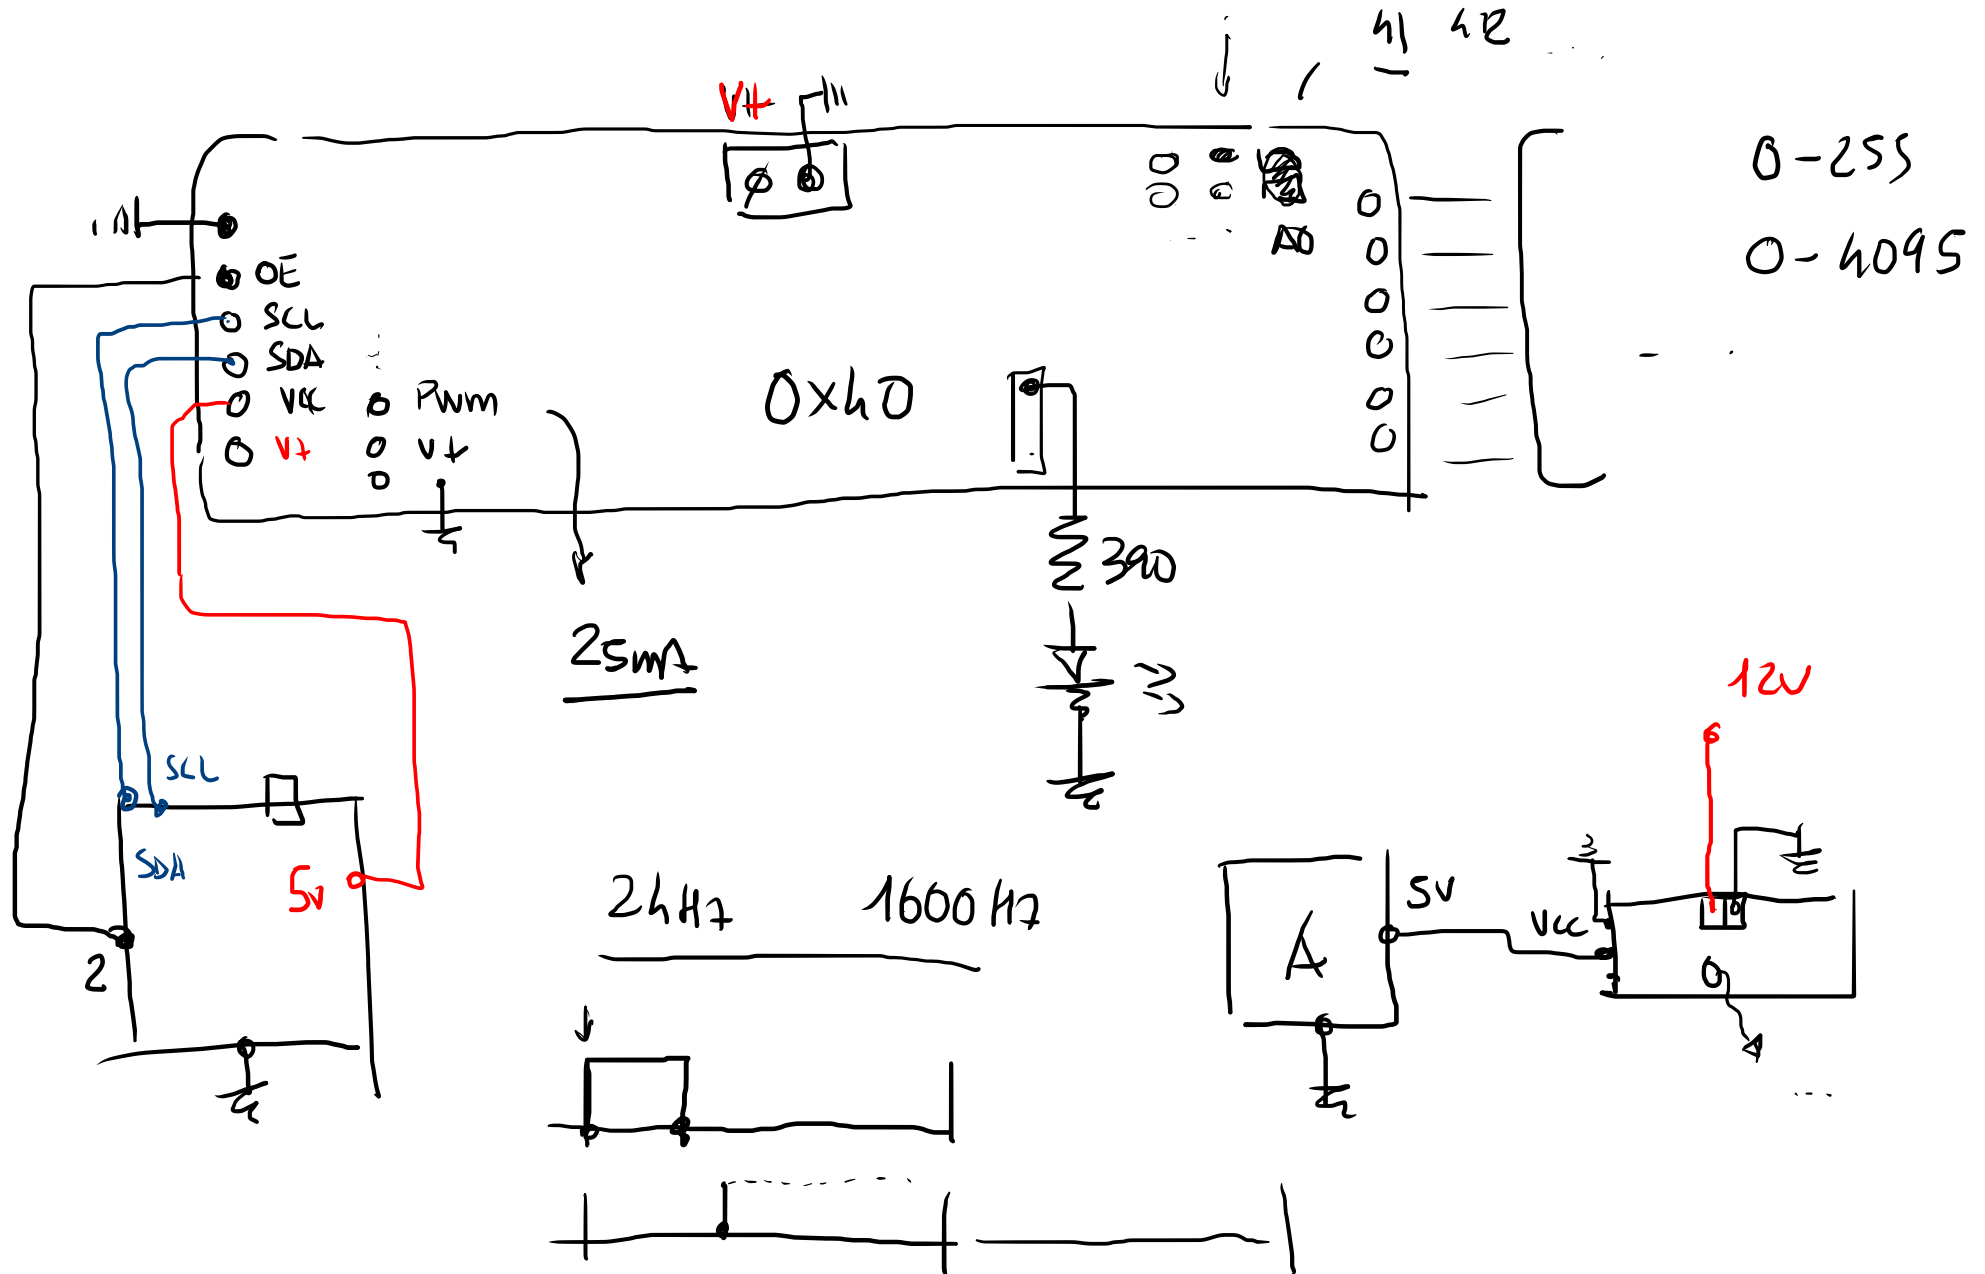 41 42
V+
0-255
0-4095
A0
OE
SCL
SDA
VCC
V+
PWM
V+
0x40
390
25mA
12V
SCL
SDA
5V
2
24Hz 1600Hz
A
5V
VCC